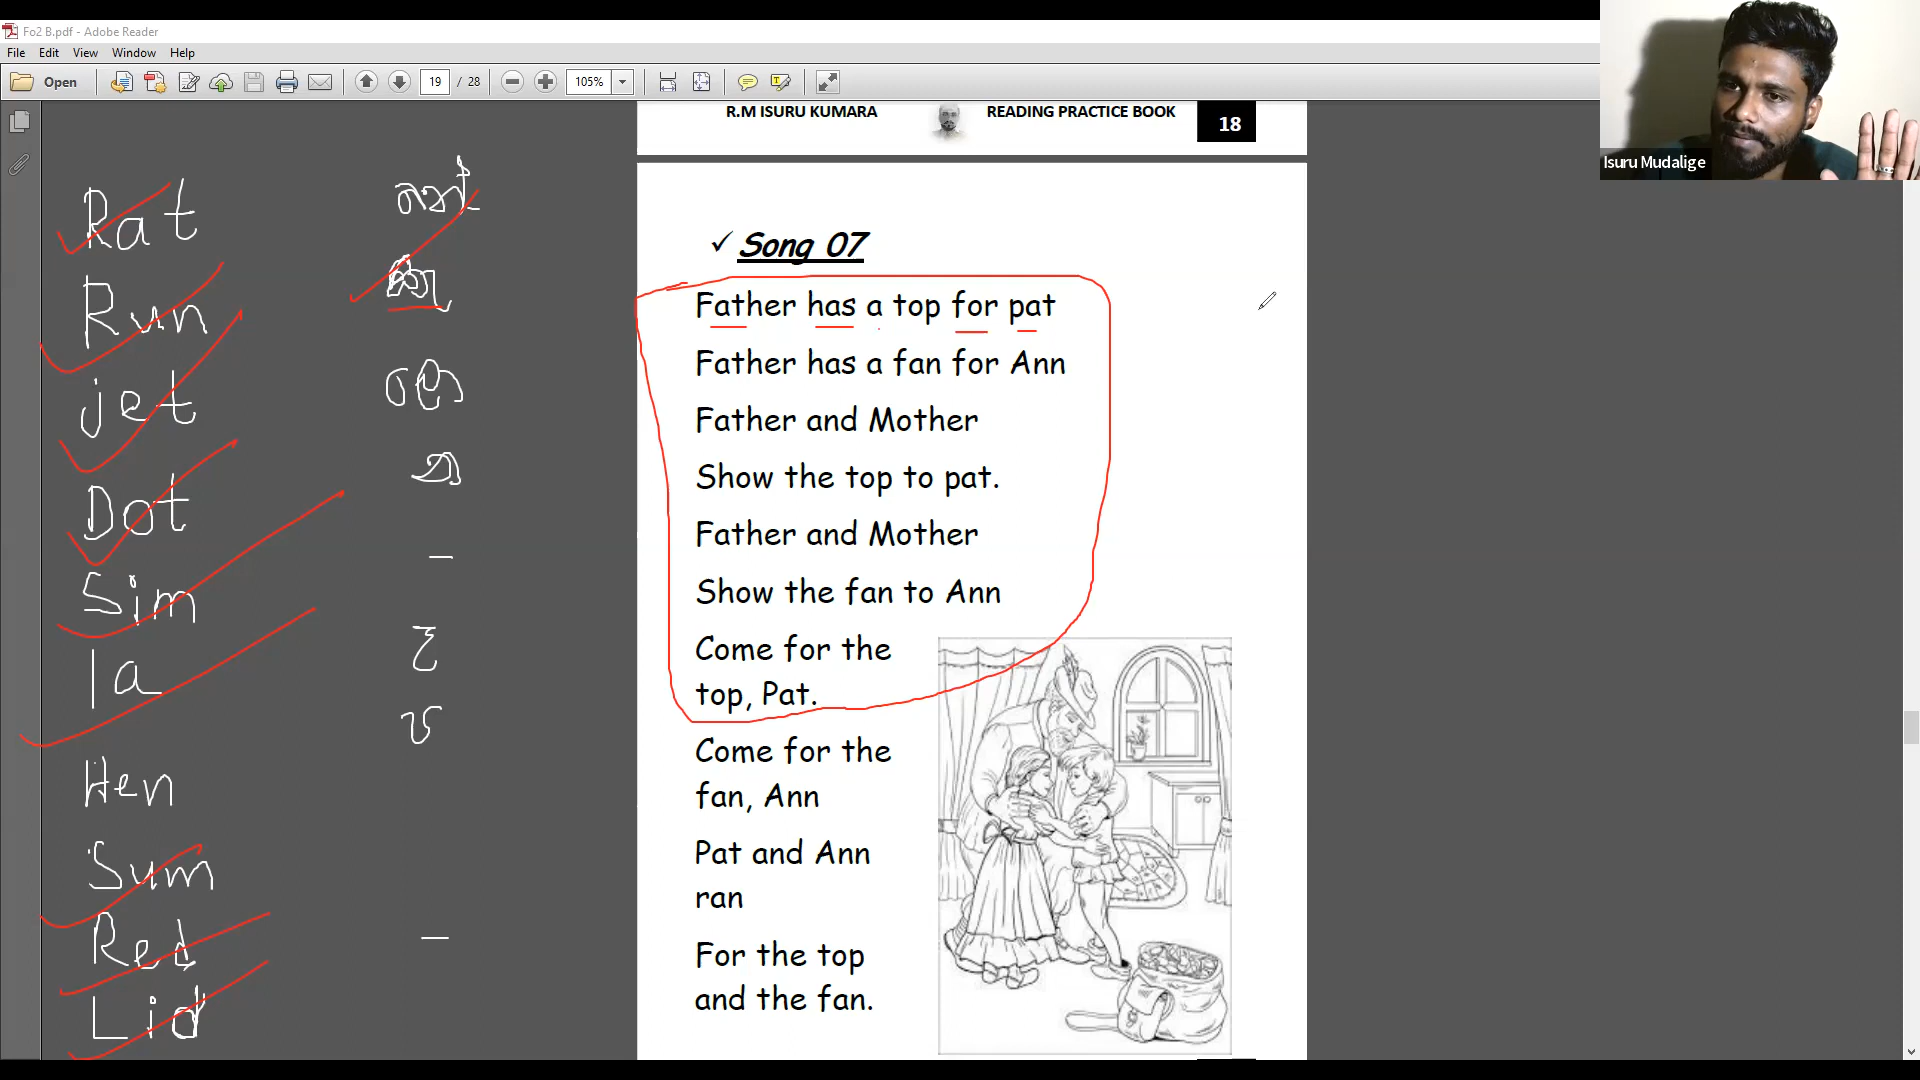 Fo2 B.pdf - Adobe Reader
File Edit View Window Help
Open 19 / 28 105%
R.M ISURU KUMARA READING PRACTICE BOOK 18
Isuru Mudalige
Rat
Run
jet
Dot
Sim
Hen
Sum
Red
Lid
✓ Song 07
Father has a top for pat
Father has a fan for Ann
Father and Mother
Show the top to pat.
Father and Mother
Show the fan to Ann
Come for the
top, Pat.
Come for the
fan, Ann
Pat and Ann
ran
For the top
and the fan.